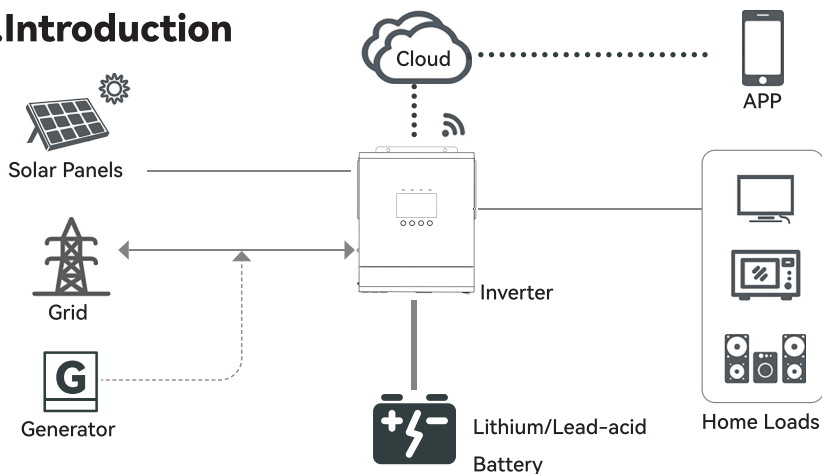 .Introduction
Cloud
APP
Solar Panels
Inverter
Grid
G
Generator
Home Loads
Lithium/Lead-acid
Battery